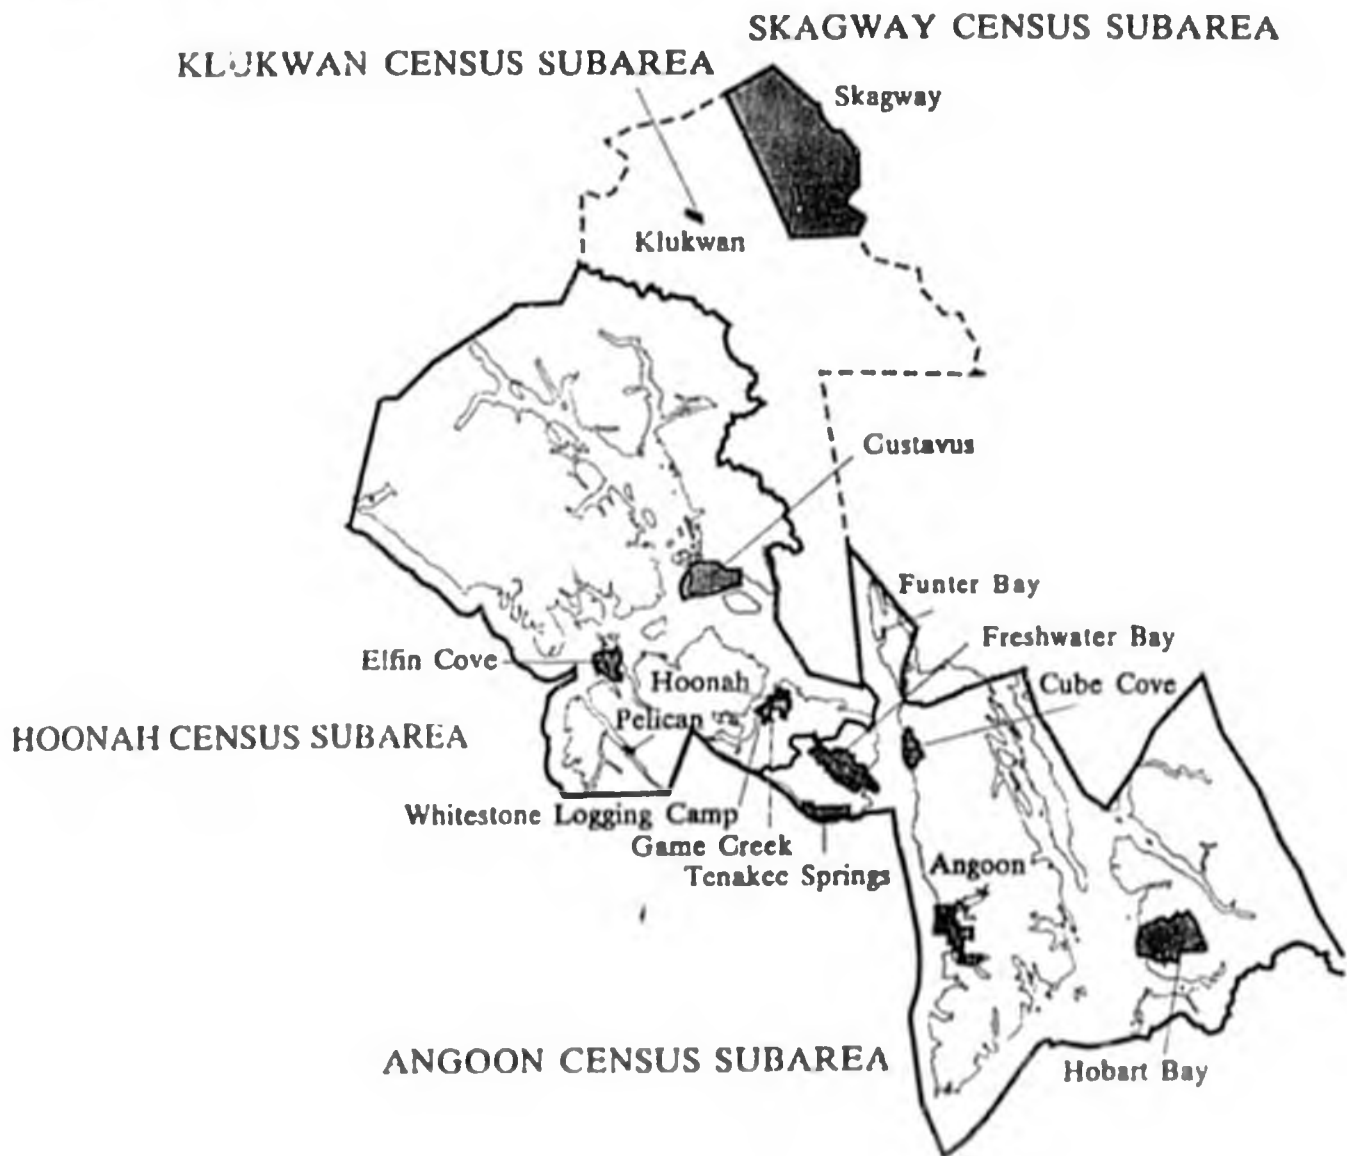 SKAGWAY CENSUS SUBAREA
KLUKWAN CENSUS SUBAREA
Skagway
Klukwan
Gustavus
Funter Bay
Freshwater Bay
Elfin Cove
Hoonah
Cube Cove
Pelican
HOONAH CENSUS SUBAREA
Whitestone Logging Camp
Game Creek
Tenakee Springs
Angoon
ANGOON CENSUS SUBAREA
Hobart Bay